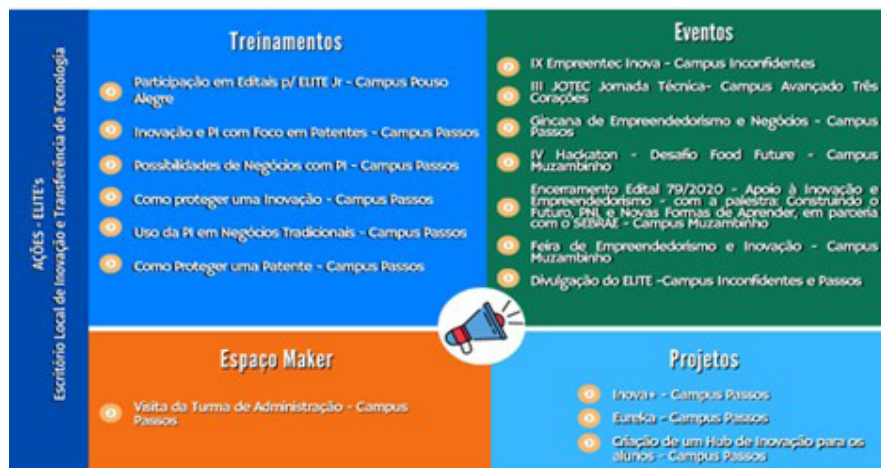 AÇÕES - ELITE's
Escritório Local de Inovação e Transferência de Tecnologia
Treinamentos
Participação em Editais p/ ELITE Jr - Campus Pouso
Alegre
Inovação e PI com Foco em Patentes - Campus Passos
Possibilidades de Negócios com PI - Campus Passos
Como proteger uma Inovação - Campus Passos
Uso da PI em Negócios Tradicionais - Campus Passos
Como Proteger uma Patente - Campus Passos
Eventos
IX Empreentec Inova - Campus Inconfidentes
III JOTEC Jornada Técnica- Campus Avançado Três
Corações
Gincana de Empreendedorismo e Negócios - Campus
Passos
IV Hackaton - Desafio Food Future - Campus
Muzambinho
Encerramento Edital 79/2020 - Apoio à Inovação e
Empreendedorismo - com a palestra: Construindo o
Futuro, PNL e Novas Formas de Aprender, em parceria
com o SEBRAE - Campus Muzambinho
Feira de Empreendedorismo e Inovação - Campus
Muzambinho
Divulgação do ELITE -Campus Inconfidentes e Passos
Espaço Maker
Visita da Turma de Administração - Campus
Passos
Projetos
Inova+ - Campus Passos
Eureka - Campus Passos
Criação de um Hub de Inovação para os
alunos - Campus Passos